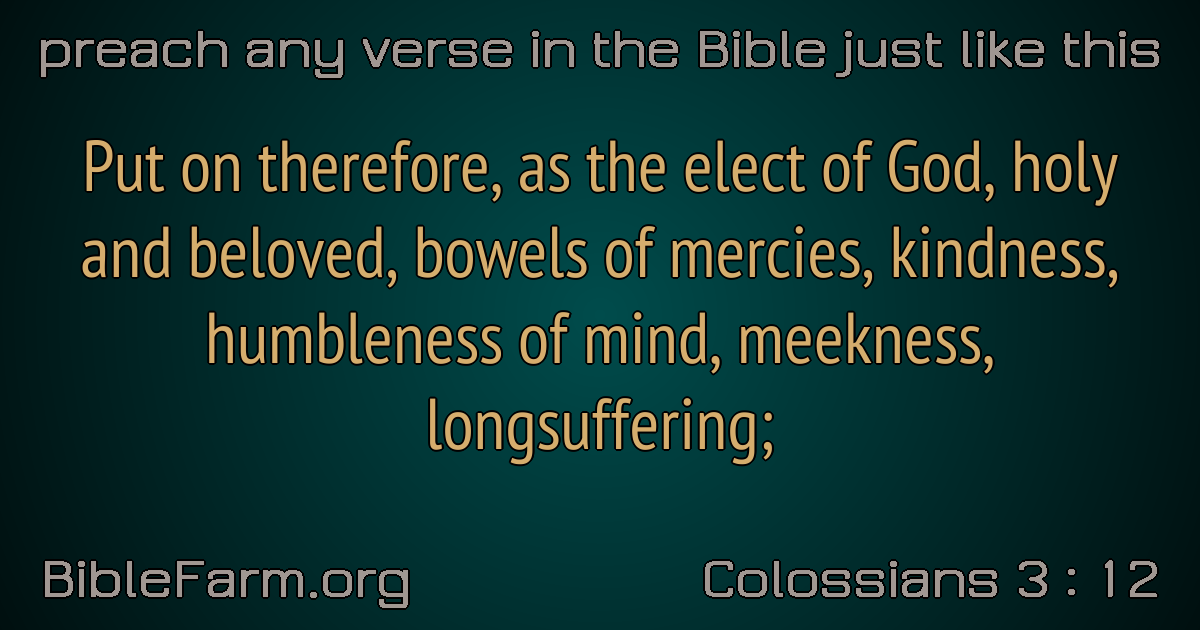 preach any verse in the Bible just like this
Put on therefore, as the elect of God, holy
and beloved, bowels of mercies, kindness,
humbleness of mind, meekness,
longsuffering;
BibleFarm.org
Colossians 3 : 12